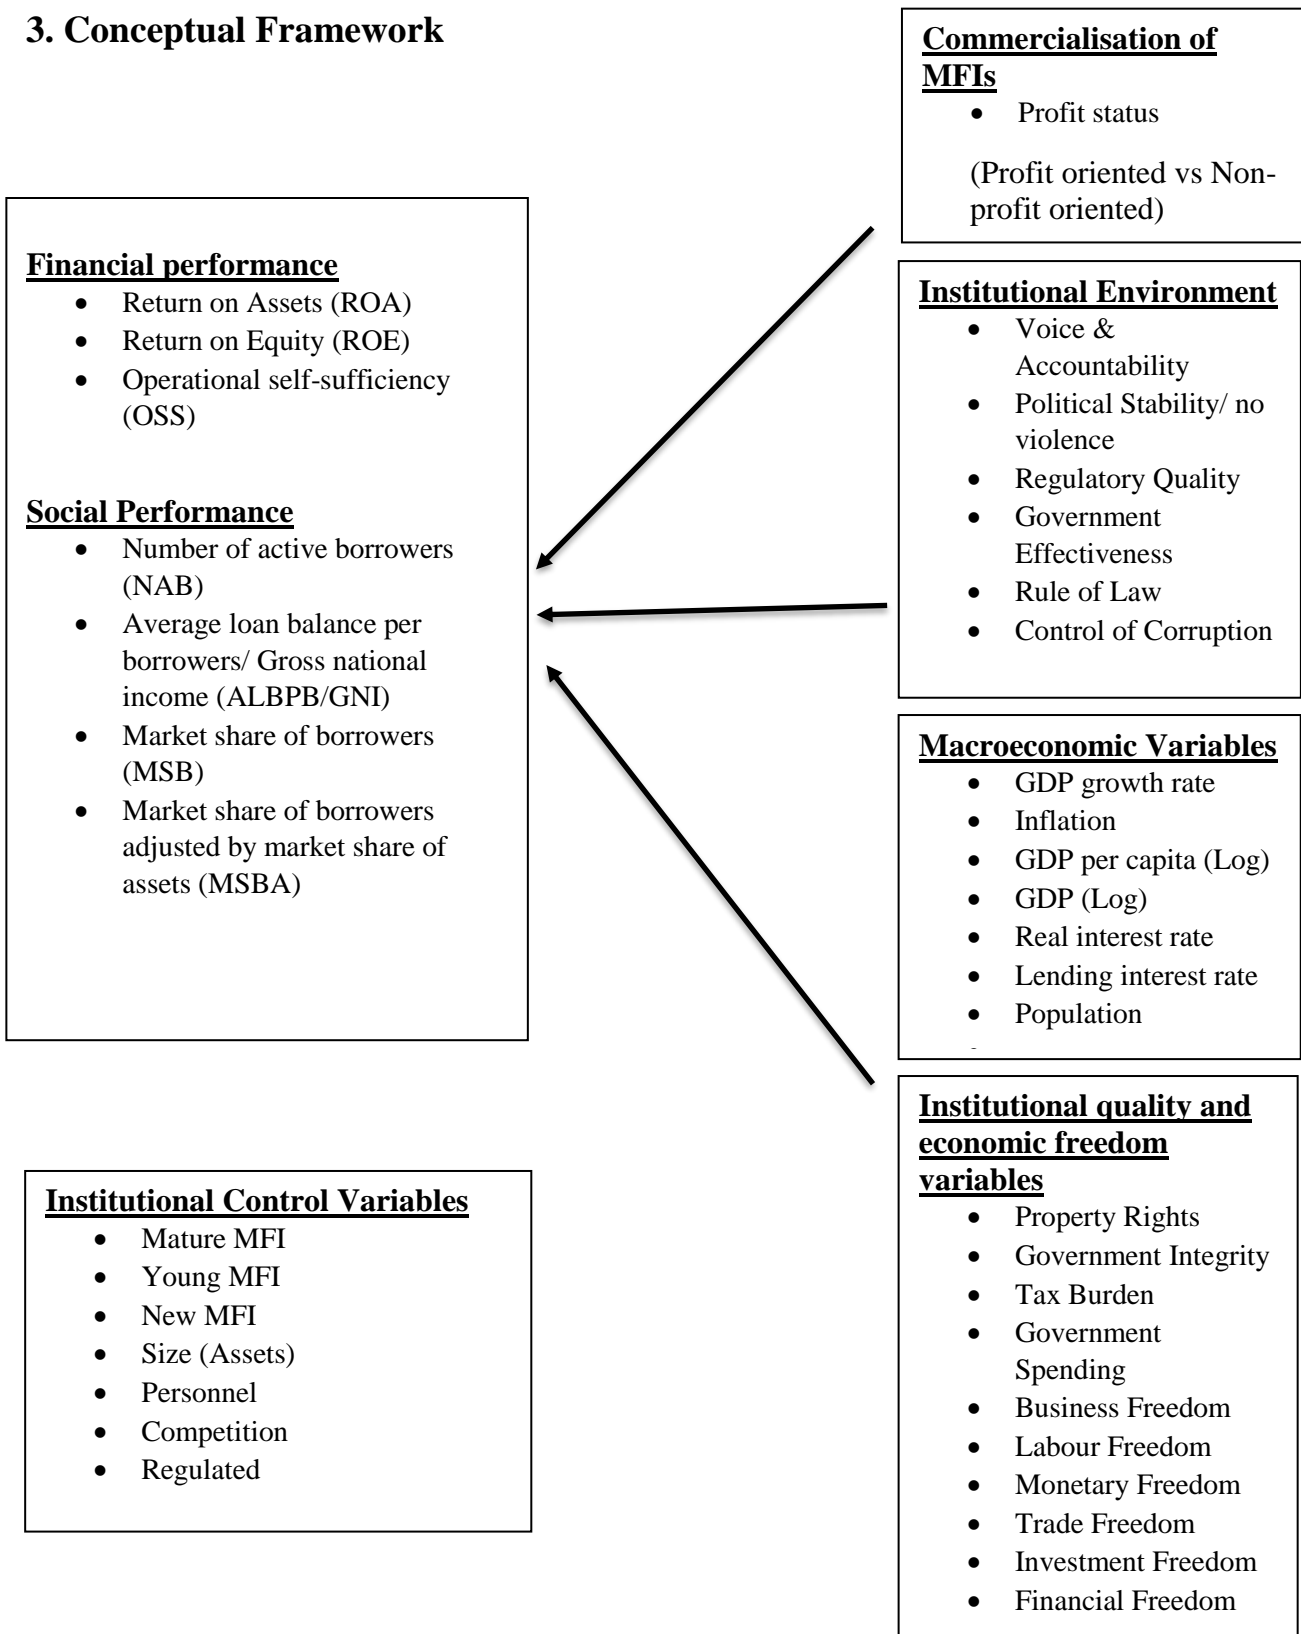 3. Conceptual Framework
Financial performance
• Return on Assets (ROA)
• Return on Equity (ROE)
• Operational self-sufficiency
(OSS)
Social Performance
• Number of active borrowers
(NAB)
• Average loan balance per
borrowers/ Gross national
income (ALBPB/GNI)
• Market share of borrowers
(MSB)
• Market share of borrowers
adjusted by market share of
assets (MSBA)
Institutional Control Variables
• Mature MFI
• Young MFI
• New MFI
• Size (Assets)
• Personnel
• Competition
• Regulated
Commercialisation of
MFIs
• Profit status
(Profit oriented vs Non-
profit oriented)
Institutional Environment
• Voice &
Accountability
• Political Stability/ no
violence
• Regulatory Quality
• Government
Effectiveness
• Rule of Law
• Control of Corruption
Macroeconomic Variables
• GDP growth rate
• Inflation
• GDP per capita (Log)
• GDP (Log)
• Real interest rate
• Lending interest rate
• Population
Institutional quality and
economic freedom
variables
• Property Rights
• Government Integrity
• Tax Burden
• Government
Spending
• Business Freedom
• Labour Freedom
• Monetary Freedom
• Trade Freedom
• Investment Freedom
• Financial Freedom